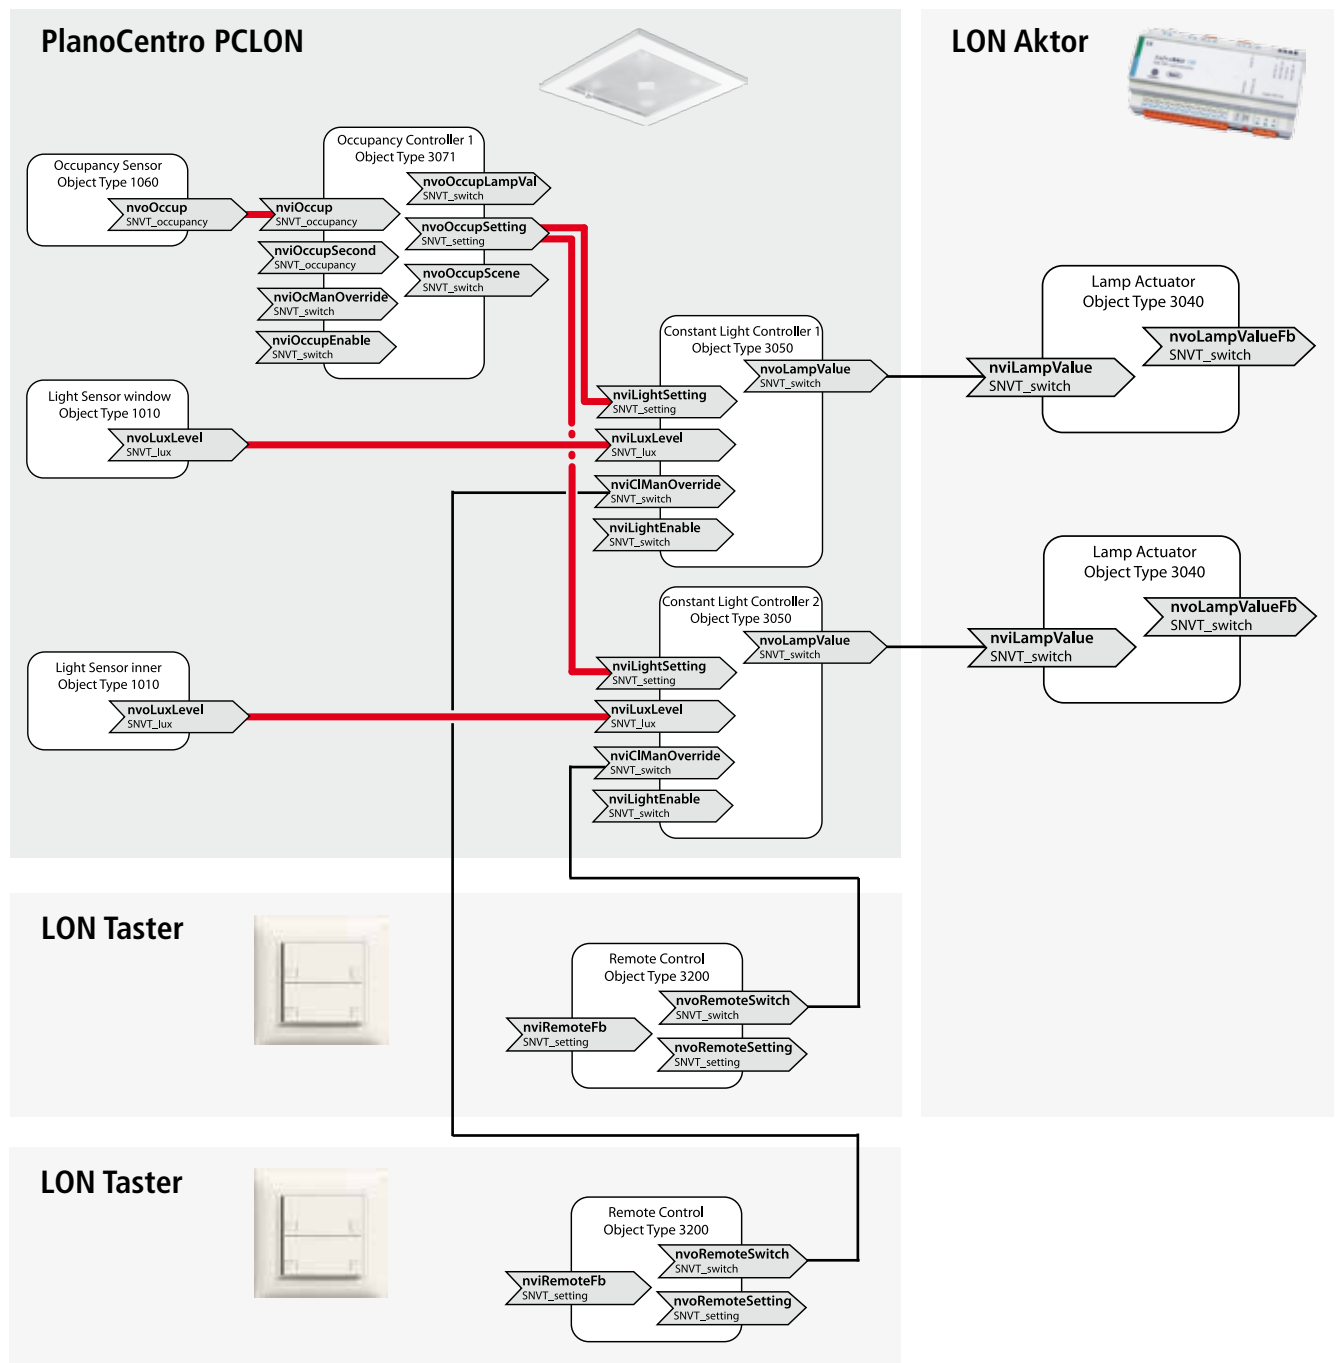 PlanoCentro PCLON
LON Aktor
Occupancy Sensor
Object Type 1060
nvoOccup
SNVT_occupancy
Occupancy Controller 1
Object Type 3071
nvoOccupLampVal
SNVT_switch
nviOccup
SNVT_occupancy
nvoOccupSetting
SNVT_setting
nviOccupSecond
SNVT_occupancy
nvoOccupScene
SNVT_switch
nviOcManOverride
SNVT_switch
nviOccupEnable
SNVT_switch
Light Sensor window
Object Type 1010
nvoLuxLevel
SNVT_lux
Constant Light Controller 1
Object Type 3050
nvoLampValue
SNVT_switch
nviLightSetting
SNVT_setting
nviLuxLevel
SNVT_lux
nviClManOverride
SNVT_switch
nviLightEnable
SNVT_switch
Lamp Actuator
Object Type 3040
nvoLampValueFb
SNVT_switch
nviLampValue
SNVT_switch
Lamp Actuator
Object Type 3040
nvoLampValueFb
SNVT_switch
nviLampValue
SNVT_switch
Light Sensor inner
Object Type 1010
nvoLuxLevel
SNVT_lux
Constant Light Controller 2
Object Type 3050
nvoLampValue
SNVT_switch
nviLightSetting
SNVT_setting
nviLuxLevel
SNVT_lux
nviClManOverride
SNVT_switch
nviLightEnable
SNVT_switch
LON Taster
Remote Control
Object Type 3200
nvoRemoteSwitch
SNVT_switch
nviRemoteFb
SNVT_setting
nvoRemoteSetting
SNVT_setting
LON Taster
Remote Control
Object Type 3200
nvoRemoteSwitch
SNVT_switch
nviRemoteFb
SNVT_setting
nvoRemoteSetting
SNVT_setting